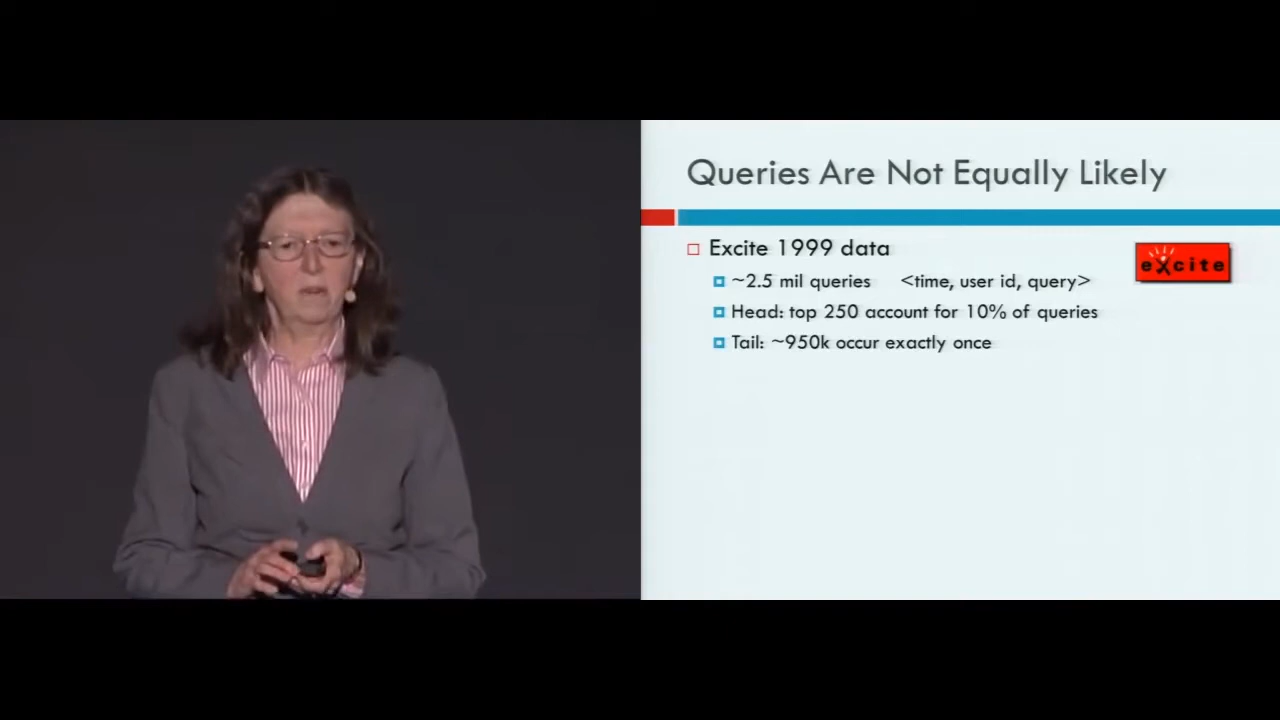 Queries Are Not Equally Likely
Excite 1999 data
excite
~2.5 mil queries <time, user id, query>
Head: top 250 account for 10% of queries
Tail: ~950k occur exactly once